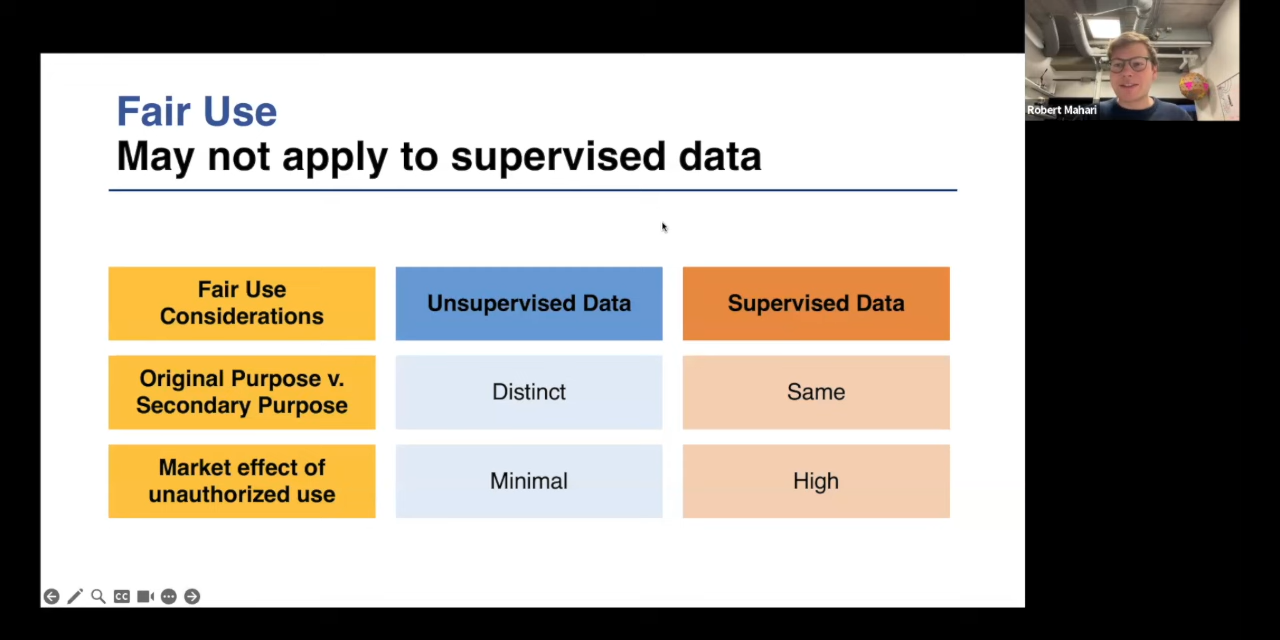 Fair Use
May not apply to supervised data
Fair Use
Considerations
Unsupervised Data
Supervised Data
Original Purpose v.
Secondary Purpose
Distinct
Same
Market effect of
unauthorized use
Minimal
High
CC
Robert Mahari